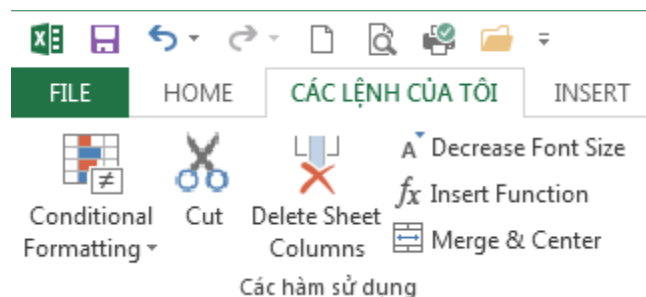 FILE HOME CÁC LỆNH CỦA TÔI INSERT
Conditional Formatting
Cut
Delete Sheet Columns
Decrease Font Size
Insert Function
Merge & Center
Các hàm sử dụng